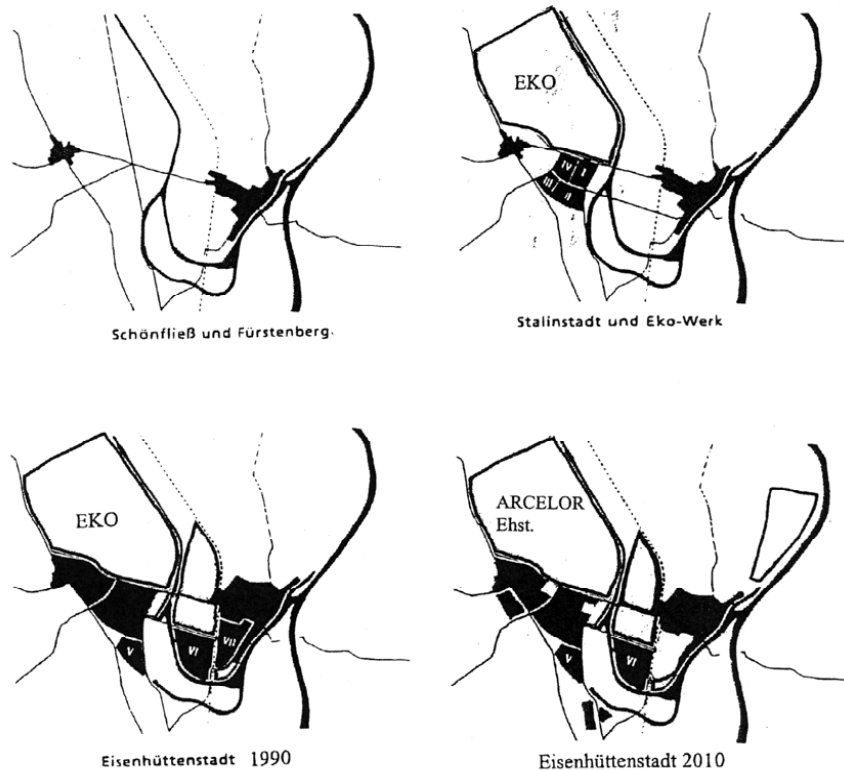 Schönfließ und Fürstenberg.
EKO
IV I
III II
Stalinstadt und Eko-Werk
EKO
V
VI
VII
Eisenhüttenstadt 1990
ARCELOR
Ehst.
V
VI
Eisenhüttenstadt 2010